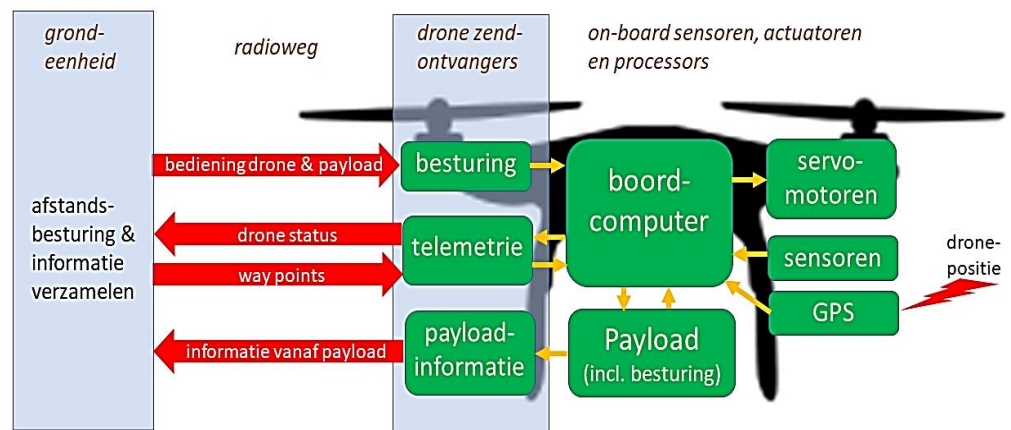 grond-
eenheid
radioweg
drone zend-
ontvangers
on-board sensoren, actuatoren
en processors
afstands-
besturing &
informatie
verzamelen
bediening drone & payload
drone status
way points
informatie vanaf payload
besturing
telemetrie
payload-
informatie
boord-
computer
Payload
(incl. besturing)
servo-
motoren
sensoren
GPS
drone-
positie